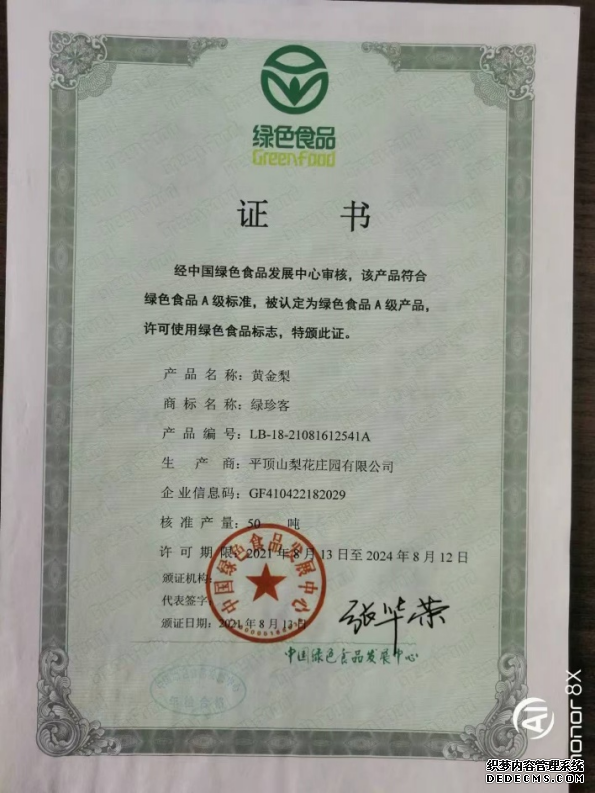 绿色食品
GreenFood
证 书
经中国绿色食品发展中心审核，该产品符合
绿色食品A级标准，被认定为绿色食品A级产品，
许可使用绿色食品标志，特颁此证。
产品名称：黄金梨
商标名称：绿珍客
产品编号：LB-18-21081612541A
生产商：平顶山梨花庄园有限公司
企业信息码：GF410422182029
核准产量：50 吨
许可期限：2021年8月13日至2024年8月12日
颁证机构：
代表签字：
张华荣
颁证日期：2021年8月13日
中国绿色食品发展中心
中国绿色食品发展中心
honor 8X
AI
织梦内容管理系统
DEDECMS.COM